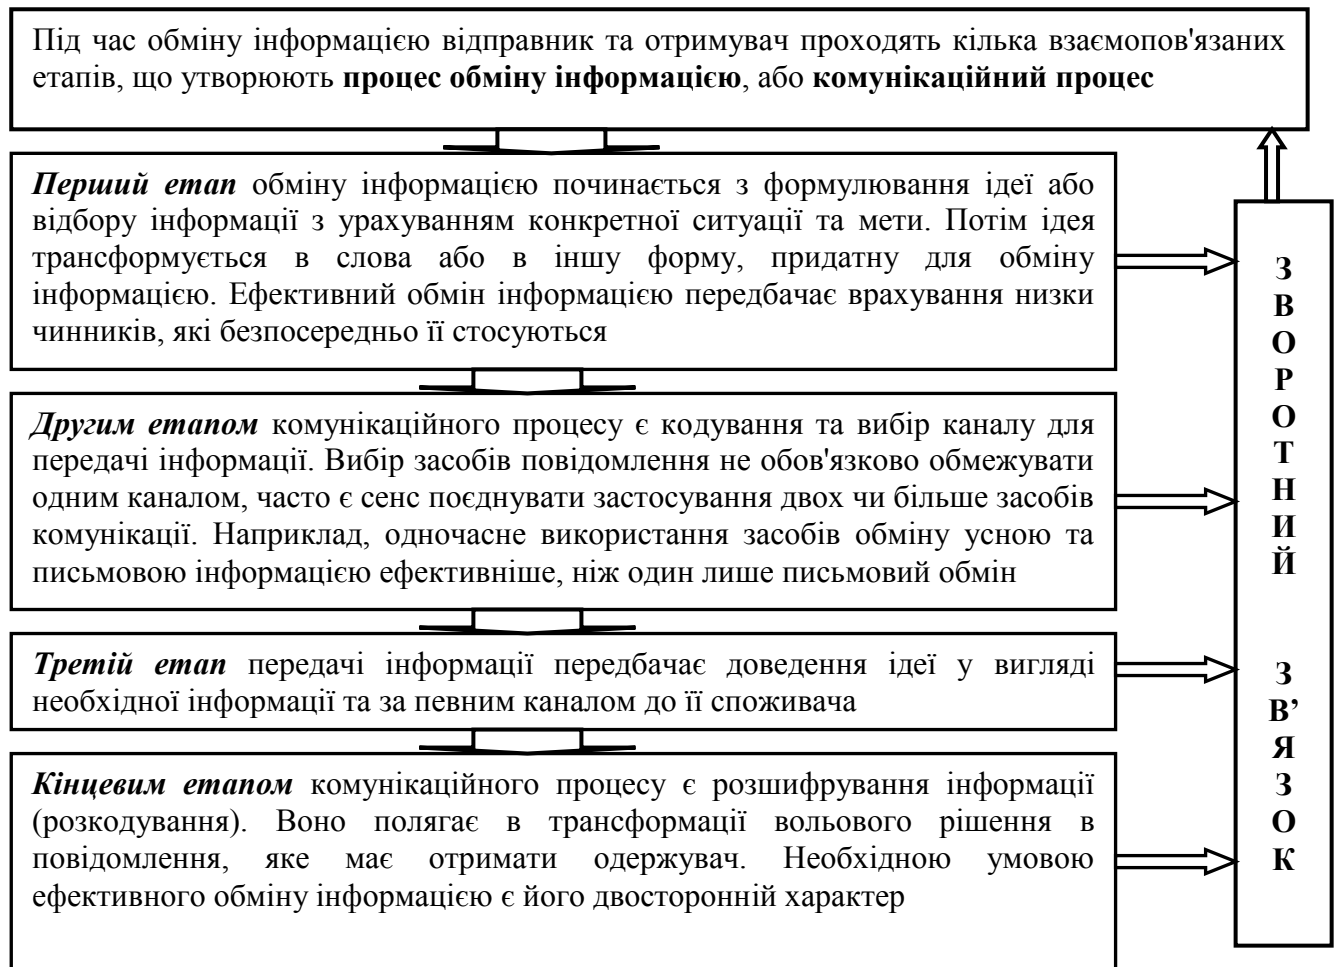 Під час обміну інформацією відправник та отримувач проходять кілька взаємопов'язаних
етапів, що утворюють процес обміну інформацією, або комунікаційний процес
Перший етап обміну інформацією починається з формулювання ідеї або
відбору інформації з урахуванням конкретної ситуації та мети. Потім ідея
трансформується в слова або в іншу форму, придатну для обміну
інформацією. Ефективний обмін інформацією передбачає врахування низки
чинників, які безпосередньо її стосуються
Другим етапом комунікаційного процесу є кодування та вибір каналу для
передачі інформації. Вибір засобів повідомлення не обов'язково обмежувати
одним каналом, часто є сенс поєднувати застосування двох чи більше засобів
комунікації. Наприклад, одночасне використання засобів обміну усною та
письмовою інформацією ефективніше, ніж один лише письмовий обмін
Третій етап передачі інформації передбачає доведення ідеї у вигляді
необхідної інформації та за певним каналом до її споживача
Кінцевим етапом комунікаційного процесу є розшифрування інформації
(розкодування). Воно полягає в трансформації вольового рішення в
повідомлення, яке має отримати одержувач. Необхідною умовою
ефективного обміну інформацією є його двосторонній характер
З
В
О
Р
О
Т
Н
И
Й
З
В’
Я
З
О
К